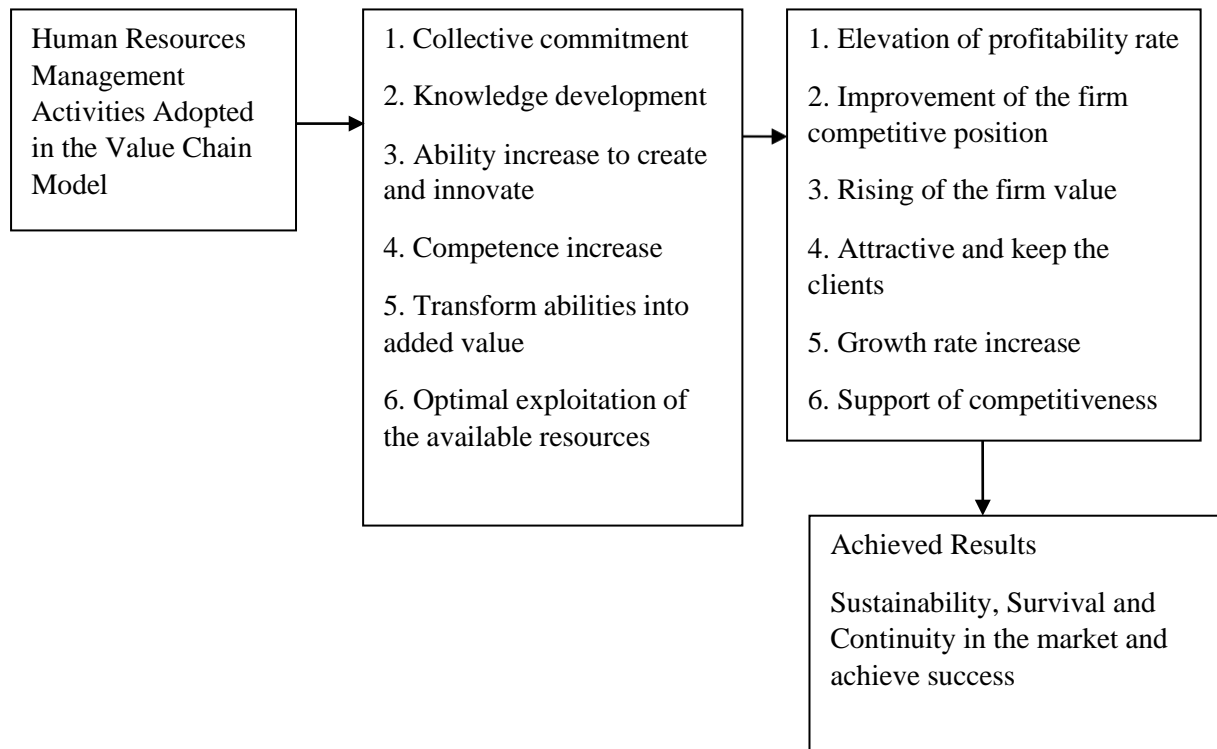 Human Resources
Management
Activities Adopted
in the Value Chain
Model
1. Collective commitment
2. Knowledge development
3. Ability increase to create
and innovate
4. Competence increase
5. Transform abilities into
added value
6. Optimal exploitation of
the available resources
1. Elevation of profitability rate
2. Improvement of the firm
competitive position
3. Rising of the firm value
4. Attractive and keep the
clients
5. Growth rate increase
6. Support of competitiveness
Achieved Results
Sustainability, Survival and
Continuity in the market and
achieve success